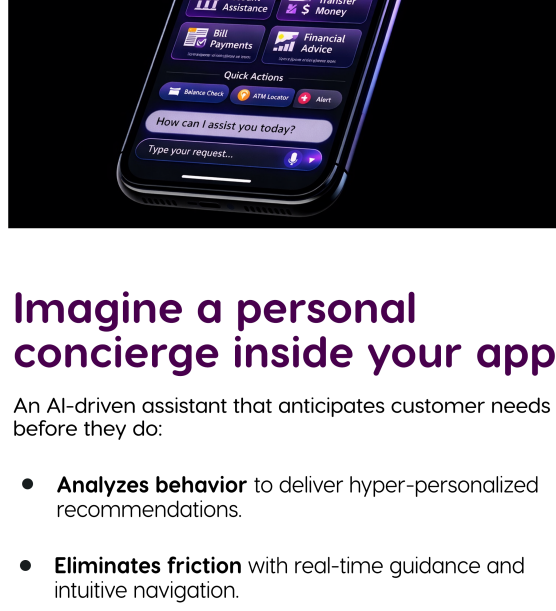 Assistance
Transfer
$ Money
Bill
Payments
Financial
Advice
Quick Actions
Balance Check
ATM Locator
Alert
How can I assist you today?
Type your request...
Imagine a personal
concierge inside your app
An AI-driven assistant that anticipates customer needs
before they do:
● Analyzes behavior to deliver hyper-personalized
recommendations.
● Eliminates friction with real-time guidance and
intuitive navigation.